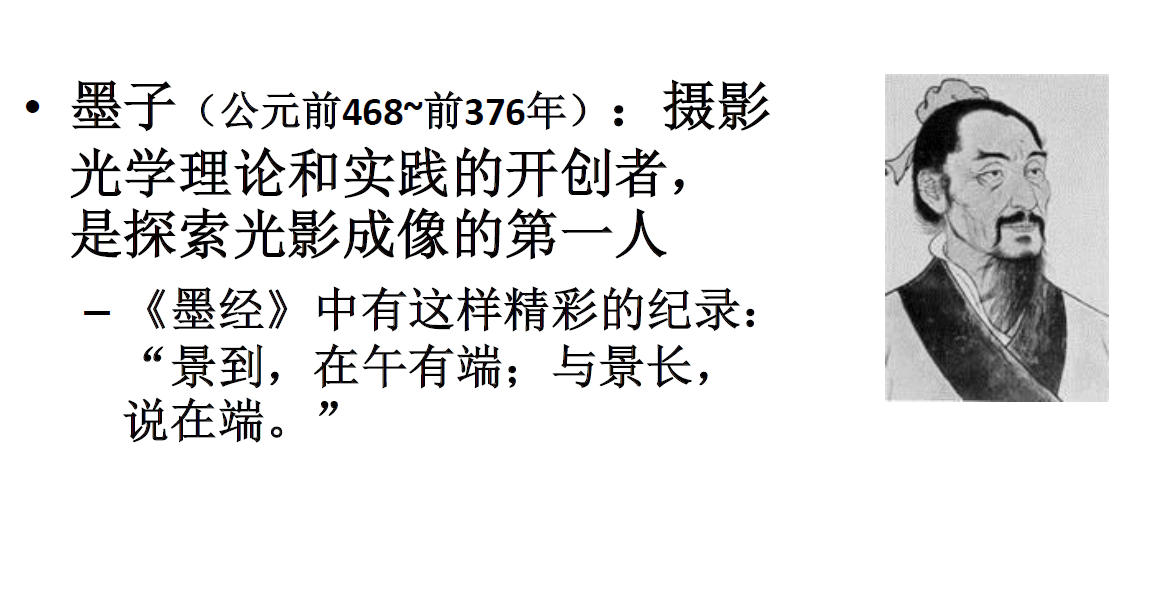 • 墨子（公元前468~前376年）：摄影
光学理论和实践的开创者，
是探索光影成像的第一人
– 《墨经》中有这样精彩的纪录：
“景到，在午有端；与景长，
说在端。”